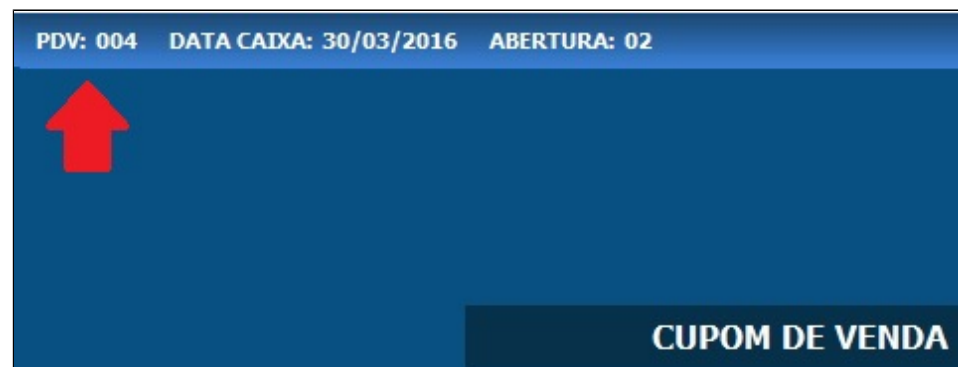 PDV: 004 DATA CAIXA: 30/03/2016 ABERTURA: 02
CUPOM DE VENDA